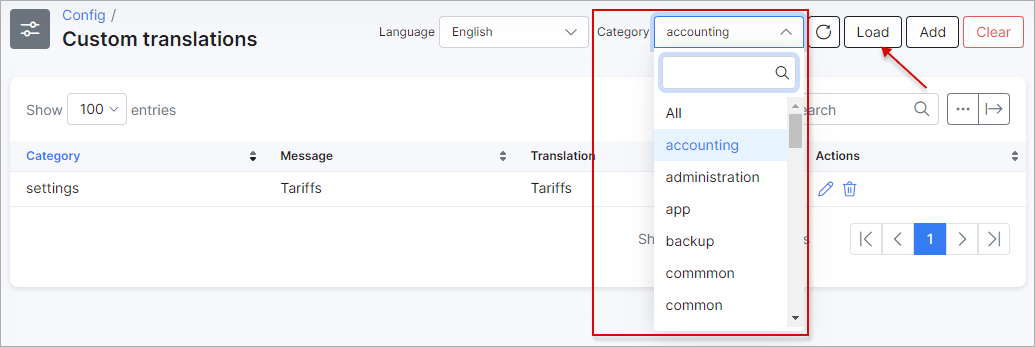 Config /
Custom translations
Language English Category accounting Load Add Clear
Show 100 entries earch
Category Message Translation Actions
settings Tariffs Tariffs
All
accounting
administration
app
backup
commmon
common
Sh s
1